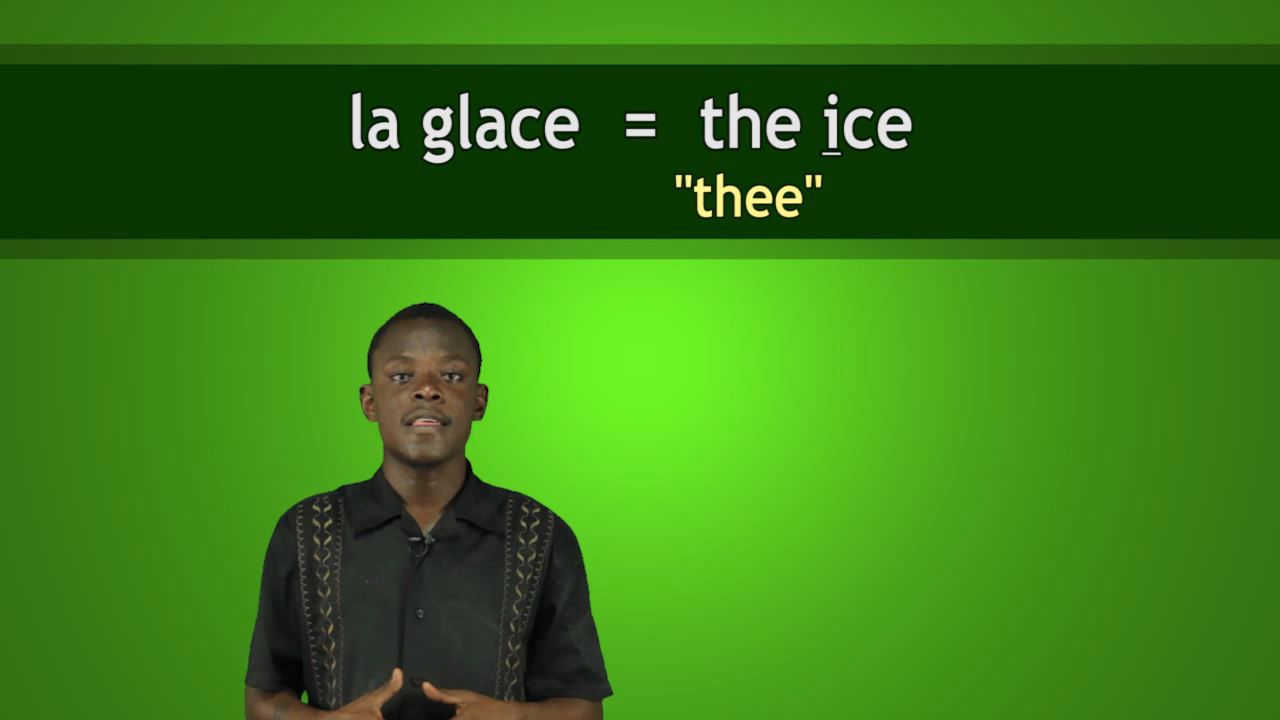 la glace = the ice
"thee"